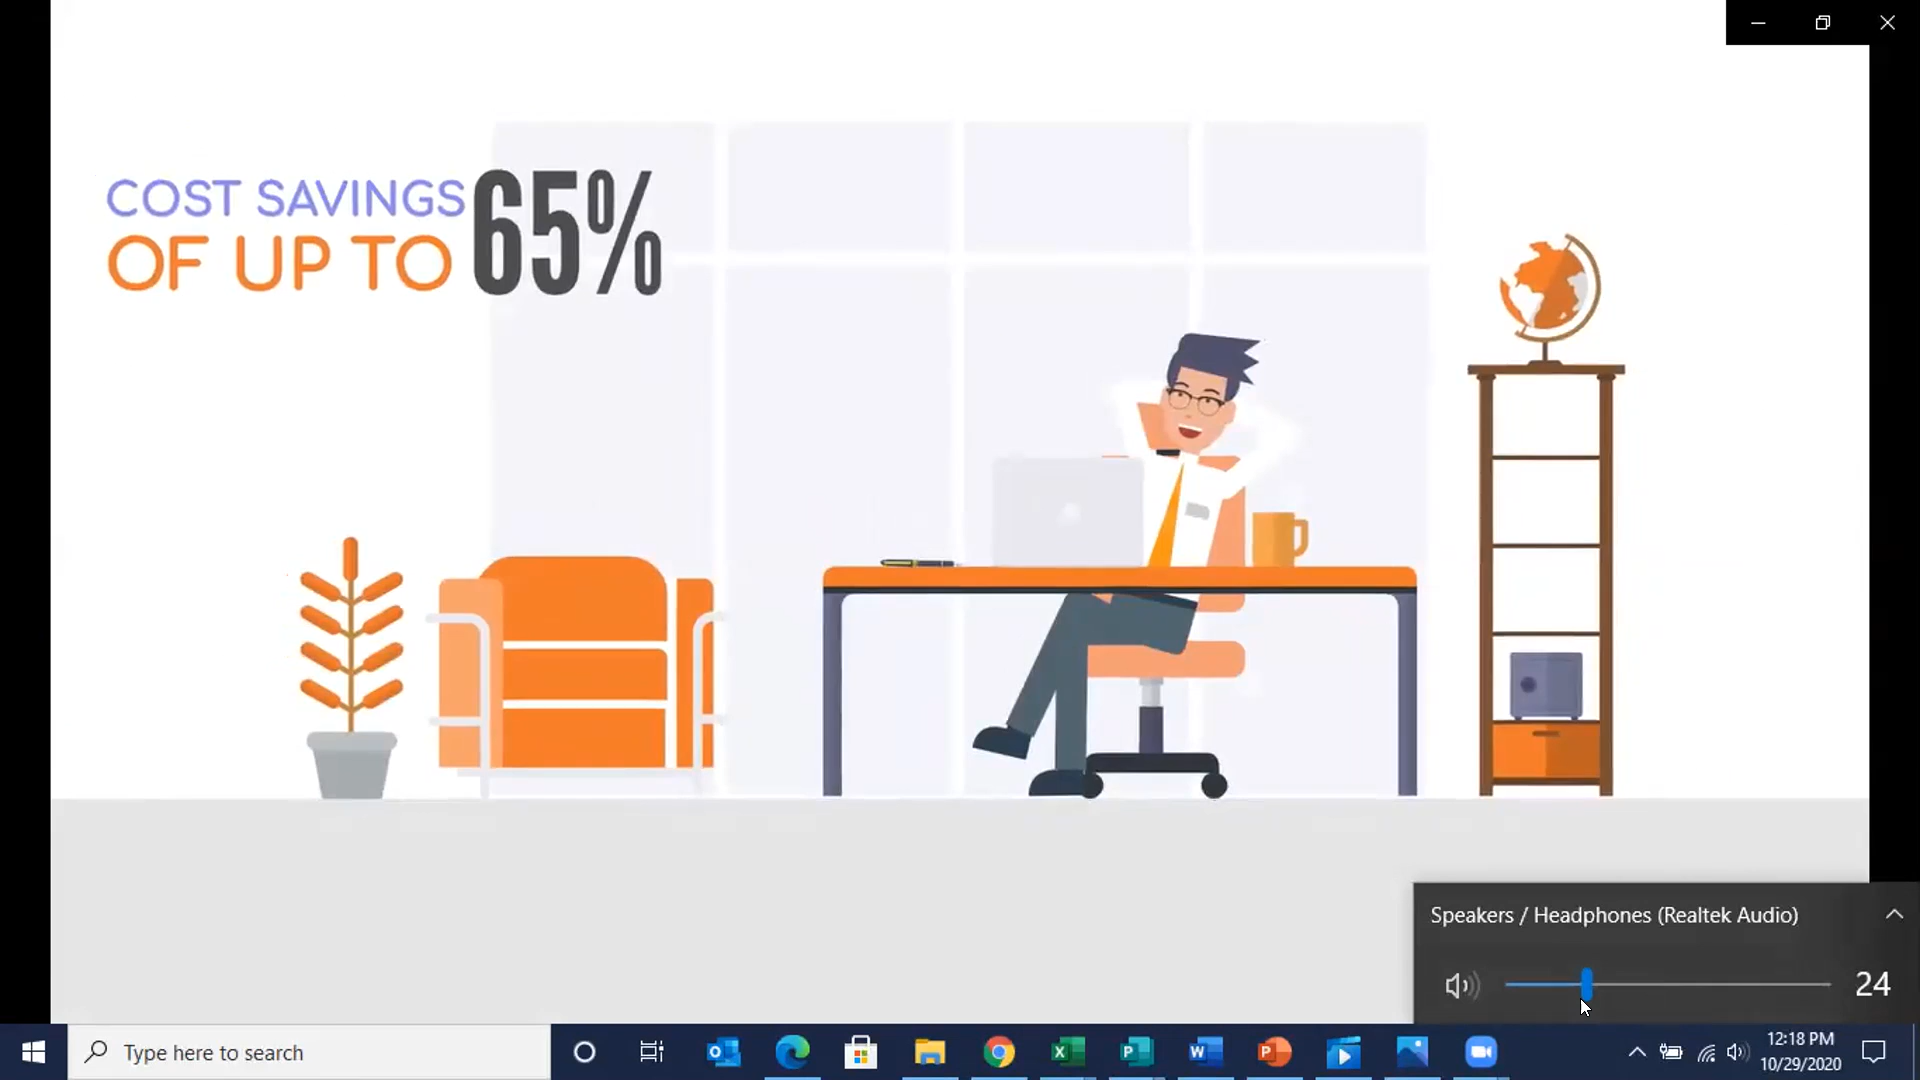 COST SAVINGS
OF UP TO
65%
Speakers / Headphones (Realtek Audio)
24
Type here to search
12:18 PM
10/29/2020